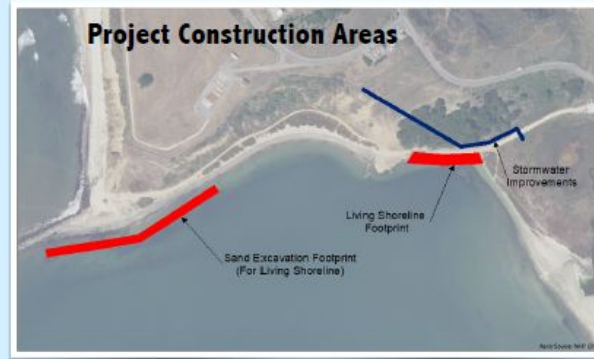 Project Construction Areas
Stormwater
Improvements
Living Shoreline
Footprint
Sand Excavation Footprint
(For Living Shoreline)